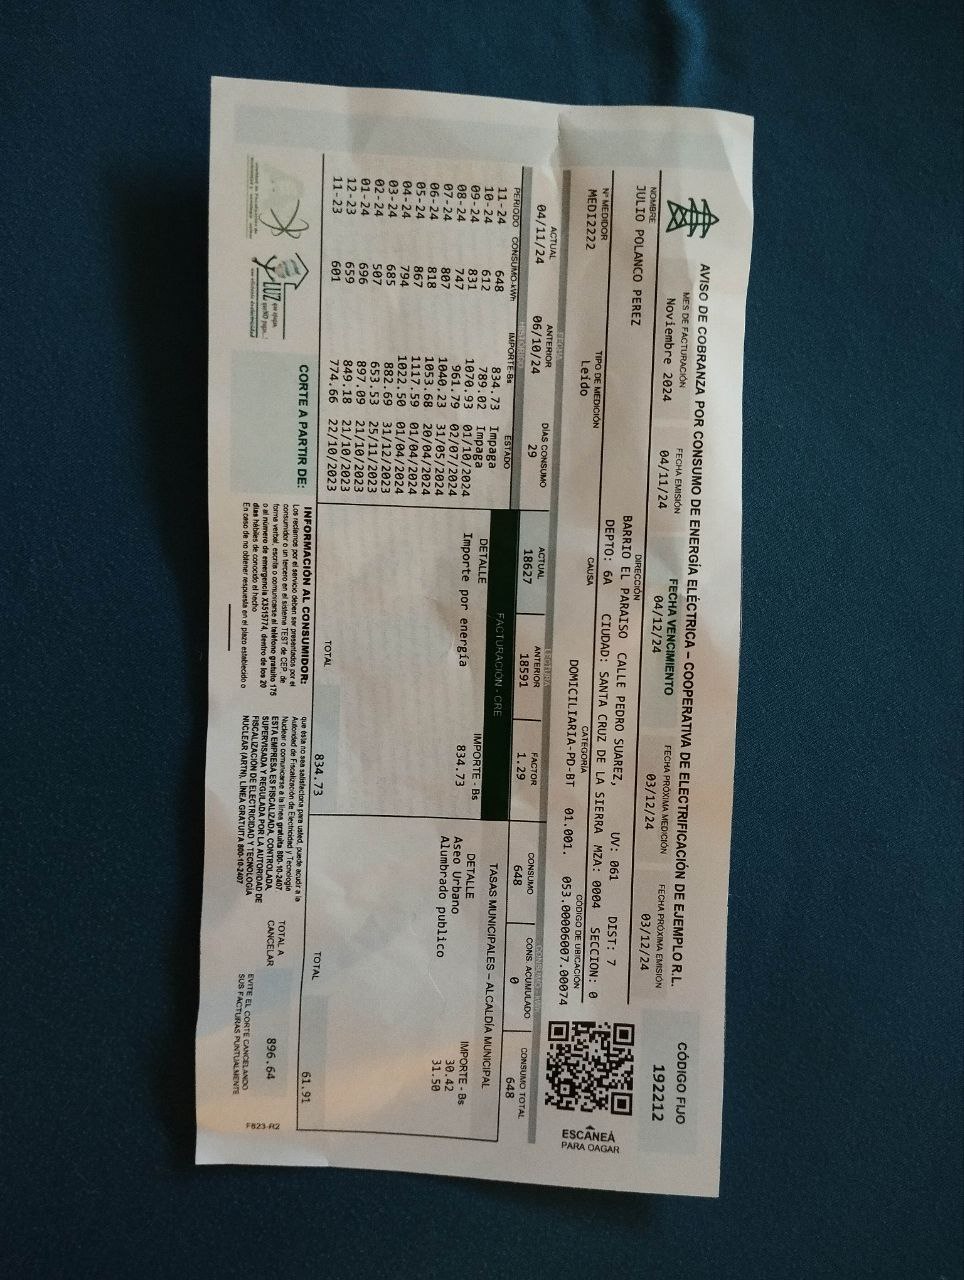 AVISO DE COBRANZA POR CONSUMO DE ENERGÍA ELÉCTRICA – COOPERATIVA DE ELECTRIFICACIÓN DE EJEMPLO R.L.
CÓDIGO FIJO
192212
MES DE FACTURACIÓN FECHA EMISIÓN FECHA VENCIMIENTO FECHA PRÓXIMA MEDICIÓN FECHA PRÓXIMA EMISIÓN
Noviembre 2024 04/11/24 04/12/24 03/12/24 03/12/24
NOMBRE DIRECCIÓN
JULIO POLANCO PEREZ BARRIO EL PARAISO CALLE PEDRO SUAREZ, UV: 061 DIST: 7
DEPTO: 6A CIUDAD: SANTA CRUZ DE LA SIERRA MZA: 0004 SECCION: 0
Nº MEDIDOR TIPO DE MEDICIÓN CAUSA CATEGORÍA CÓDIGO DE UBICACIÓN
MEDI2222 Leido DOMICILIARIA-PD-BT 01.001. 053.00006007.00074
ESCANEÁ
PARA DAGAR
FECHA LECTURA CONSUMO - kWh
ACTUAL ANTERIOR DÍAS CONSUMO ACTUAL ANTERIOR FACTOR CONSUMO CONS. ACUMULADO CONSUMO TOTAL
04/11/24 06/10/24 29 18627 18591 1.29 648 0 648
HISTÓRICO
PERIODO CONSUMO-kWh IMPORTE-Bs ESTADO
11-24 648 834.73 Impaga
10-24 612 789.02 Impaga
09-24 831 1070.93 01/10/2024
08-24 747 961.79 02/07/2024
07-24 807 1040.23 31/05/2024
06-24 818 1053.68 20/04/2024
05-24 867 1117.59 01/04/2024
04-24 794 1022.50 01/04/2024
03-24 685 882.69 31/12/2023
02-24 507 653.53 25/11/2023
01-24 696 897.09 21/10/2023
12-23 659 849.18 21/10/2023
11-23 601 774.66 22/10/2023
FACTURACIÓN - CRE
DETALLE IMPORTE - Bs
Importe por energía 834.73
TOTAL 834.73
TASAS MUNICIPALES – ALCALDÍA MUNICIPAL
DETALLE IMPORTE - Bs
Aseo Urbano 30.42
Alumbrado publico 31.50
TOTAL 61.91
LUZ
CORTE A PARTIR DE:
INFORMACIÓN AL CONSUMIDOR:
Los reclamos por el servicio deben ser presentados por el
consumidor o un tercero en el sistema TEST de CEP, de
forma verbal, escrita o comunicarse al teléfono gratuito 175
o al número de emergencia X3515774, dentro de los 20
días hábiles de conocido el hecho
En caso de no obtener respuesta en el plazo establecido o
que ésta no sea satisfactoria para usted, puede acudir a la
Autoridad de Fiscalización de Electricidad y Tecnología
Nuclear o comunicarse a la línea gratuita 800-10-2407
ESTA EMPRESA ES FISCALIZADA, CONTROLADA,
SUPERVISADA Y REGULADA POR LA AUTORIDAD DE
FISCALIZACIÓN DE ELECTRICIDAD Y TECNOLOGÍA
NUCLEAR (AETN), LÍNEA GRATUITA 800-10-2407
TOTAL A
CANCELAR
896.64
EVITE EL CORTE CANCELANDO
SUS FACTURAS PUNTUALMENTE
F823-R2